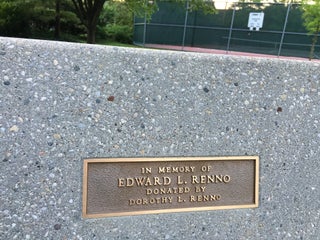 IN MEMORY OF
EDWARD L. RENNO
DONATED BY
DOROTHY L. RENNO